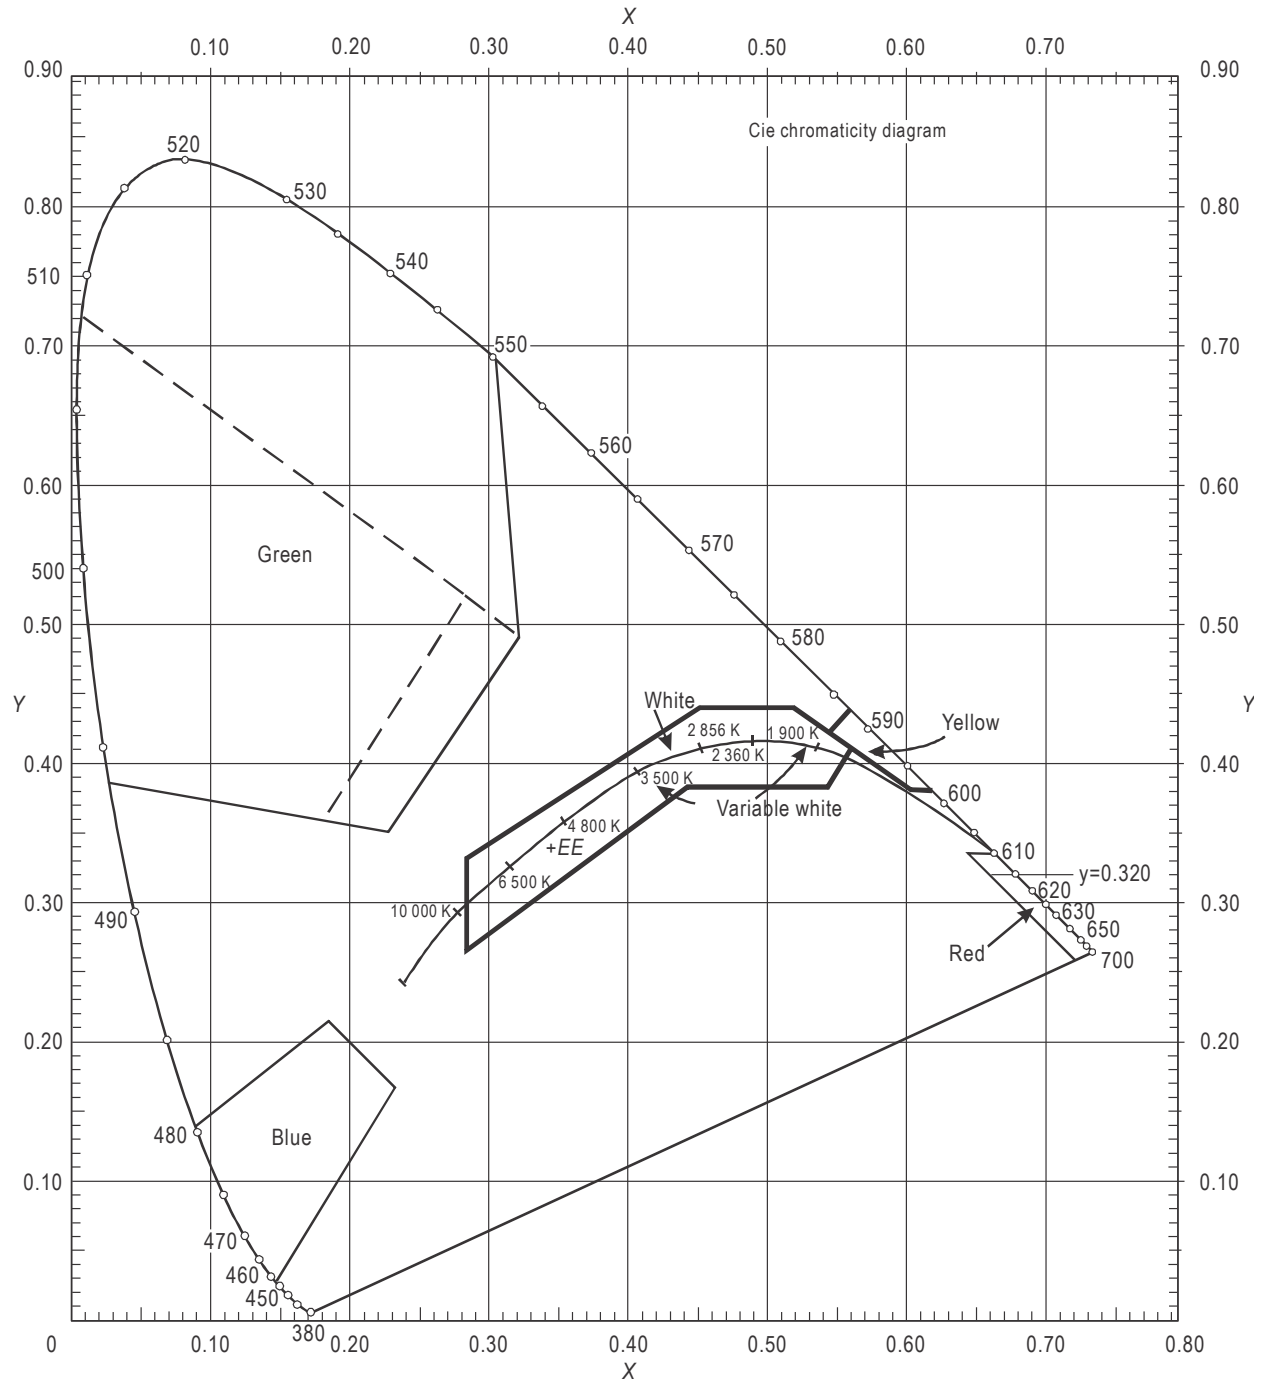 X
0.10 0.20 0.30 0.40 0.50 0.60 0.70
0.90 0.90
Cie chromaticity diagram
520
530
0.80 0.80
540
510
550
0.70 0.70
560
0.60 0.60
570
Green
500
0.50 0.50
580
White
Y Y
590
Yellow
2 856 K 1 900 K
2 360 K
0.40 0.40
3 500 K
600
Variable white
4 800 K
+EE
610
y=0.320
6 500 K
620
0.30 0.30
10 000 K
630
490
650
Red
700
0.20 0.20
480
Blue
0.10 0.10
470
460
450
380
0 0.10 0.20 0.30 0.40 0.50 0.60 0.70 0.80
X